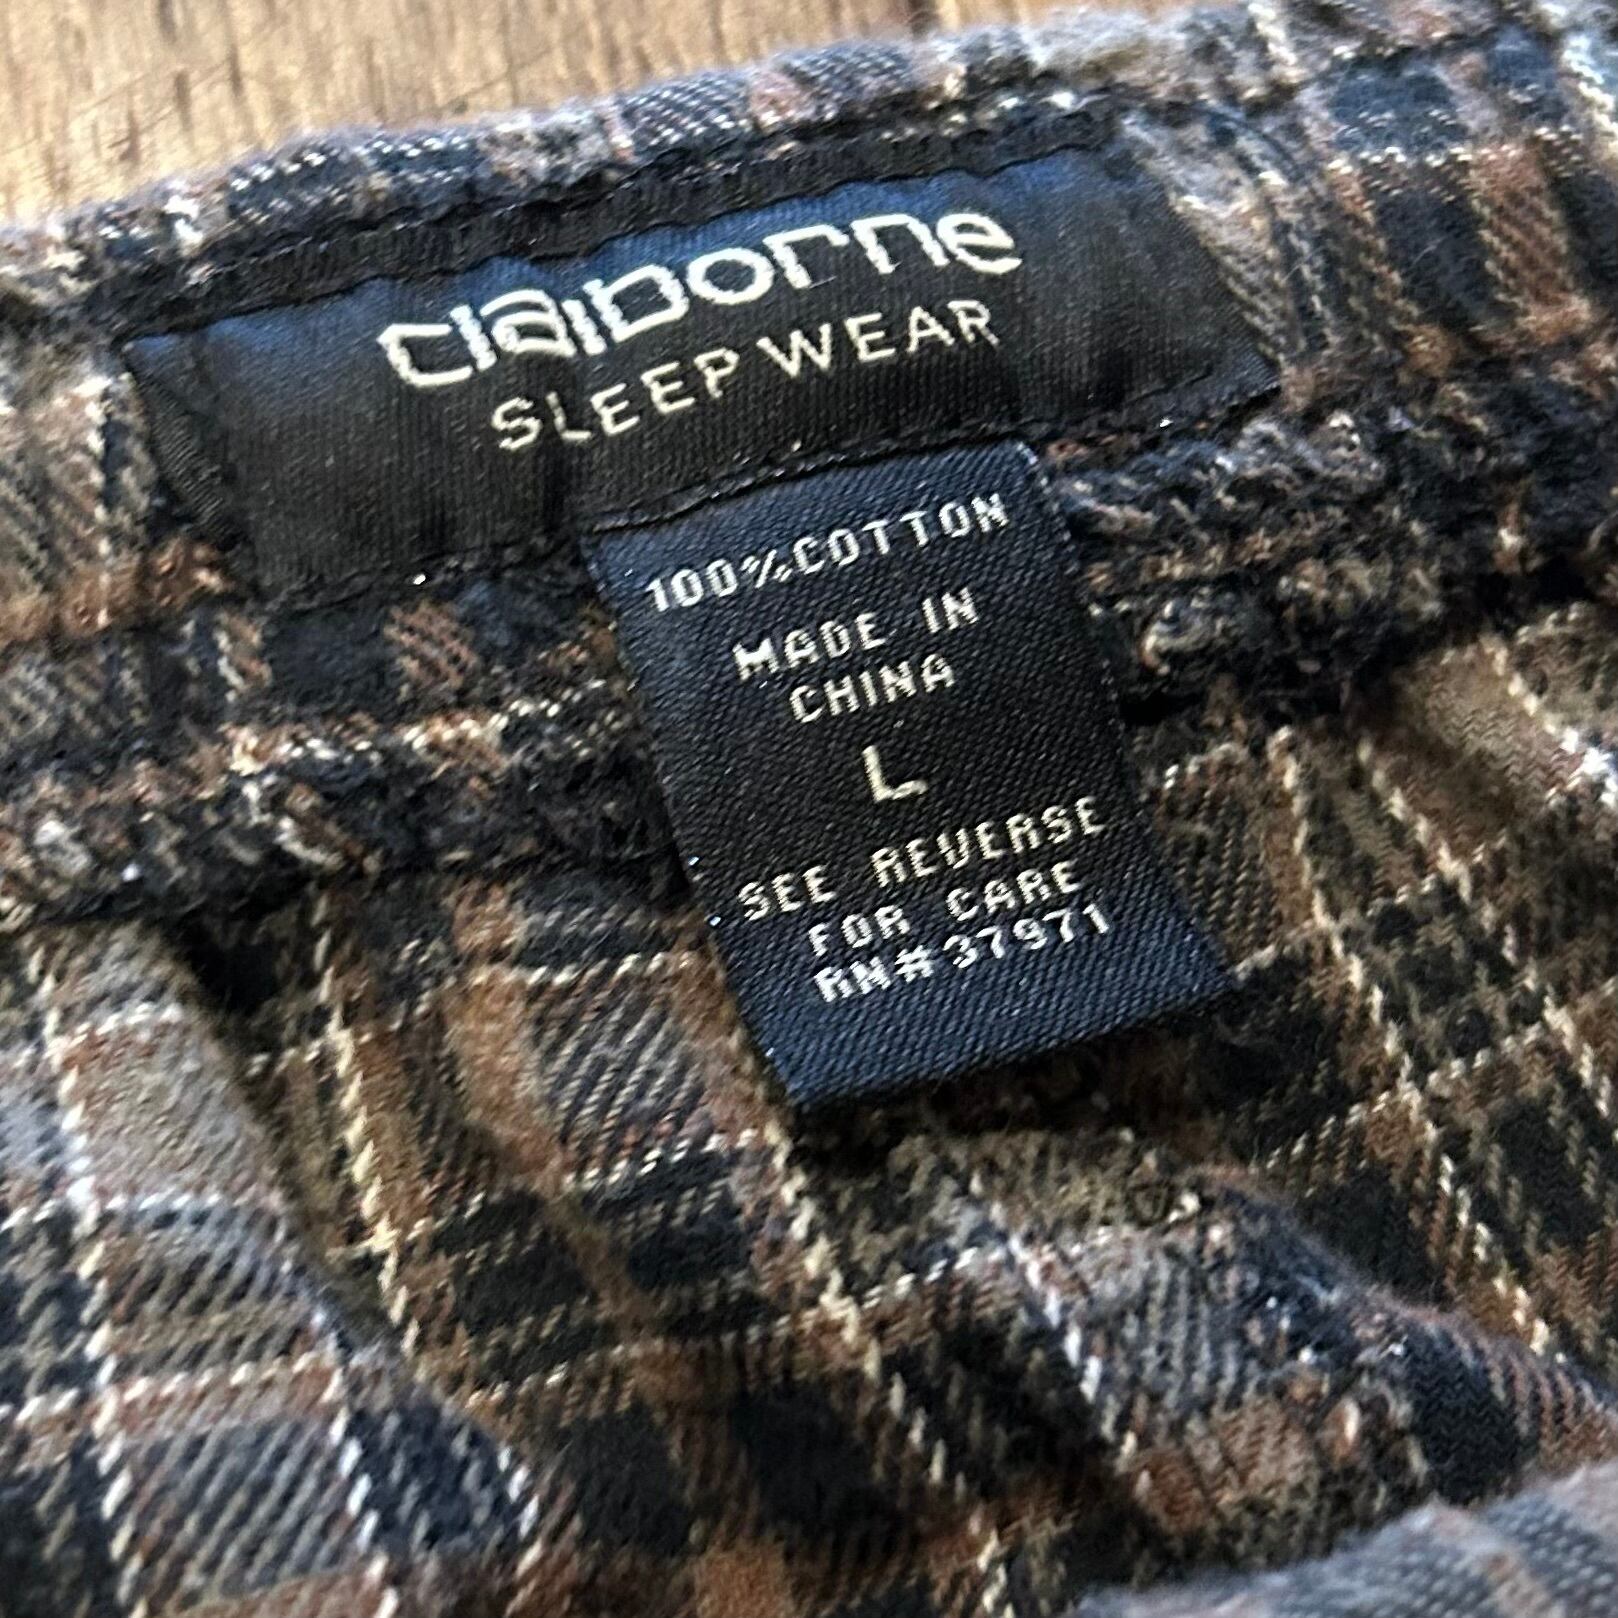 claiborne
SLEEPWEAR
100%COTTON
MADE IN
CHINA
L
SEE REVERSE
FOR CARE
RN#37971